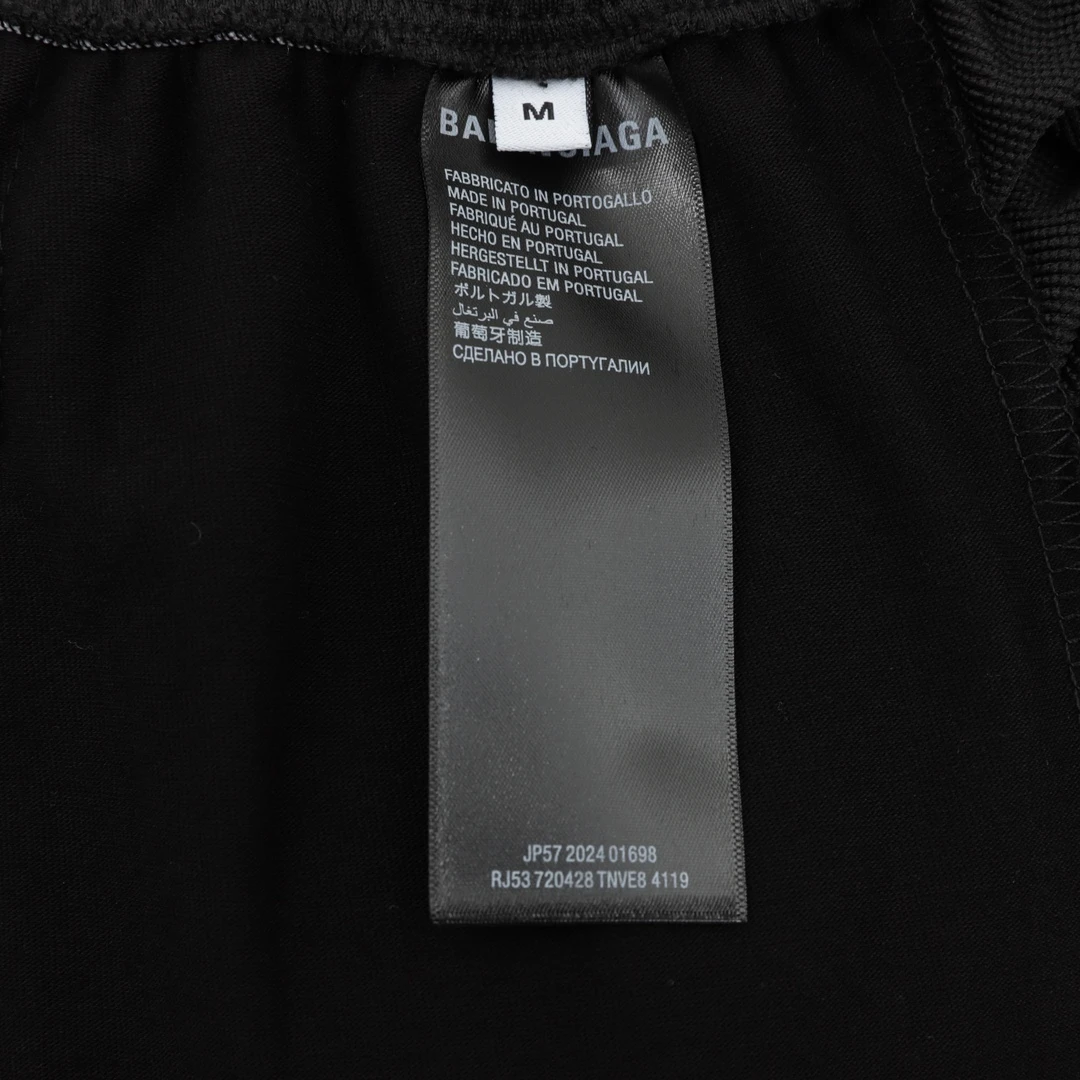 M
BALENCIAGA
FABBRICATO IN PORTOGALLO
MADE IN PORTUGAL
FABRIQUÉ AU PORTUGAL
HECHO EN PORTUGAL
HERGESTELLT IN PORTUGAL
FABRICADO EM PORTUGAL
ポルトガル製
صنع في البرتغال
葡萄牙制造
СДЕЛАНО В ПОРТУГАЛИИ
JP57 2024 01698
RJ53 720428 TNVE8 4119